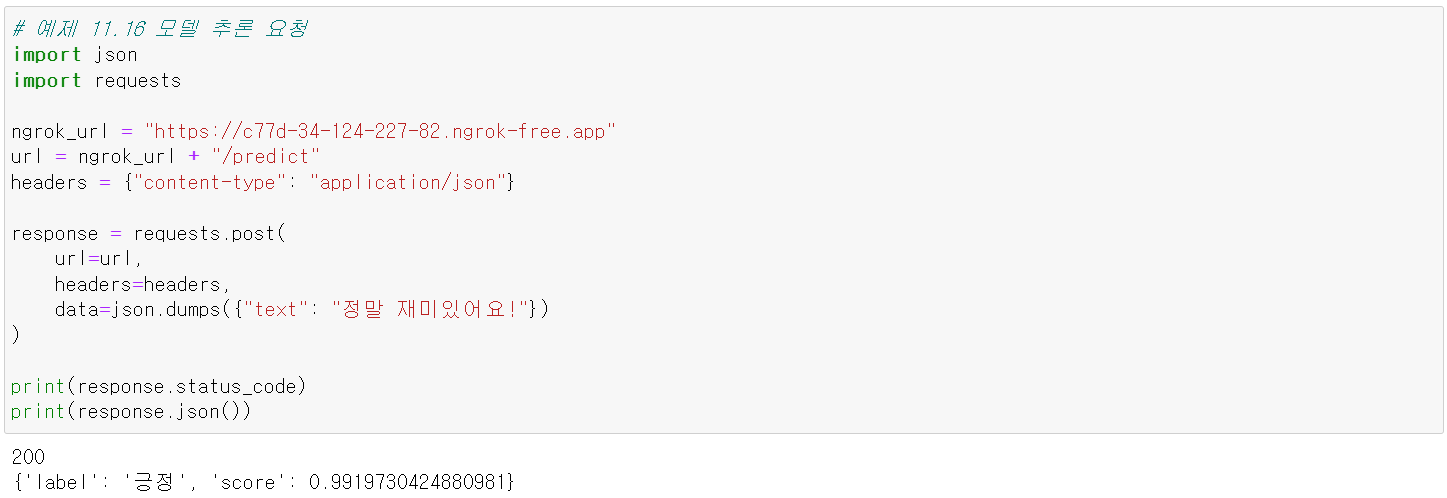 # 예제 11.16 모델 추론 요청
import json
import requests

ngrok_url = "https://c77d-34-124-227-82.ngrok-free.app"
url = ngrok_url + "/predict"
headers = {"content-type": "application/json"}

response = requests.post(
    url=url,
    headers=headers,
    data=json.dumps({"text": "정말 재미있어요!"})
)

print(response.status_code)
print(response.json())
200
{'label': '긍정', 'score': 0.9919730424880981}